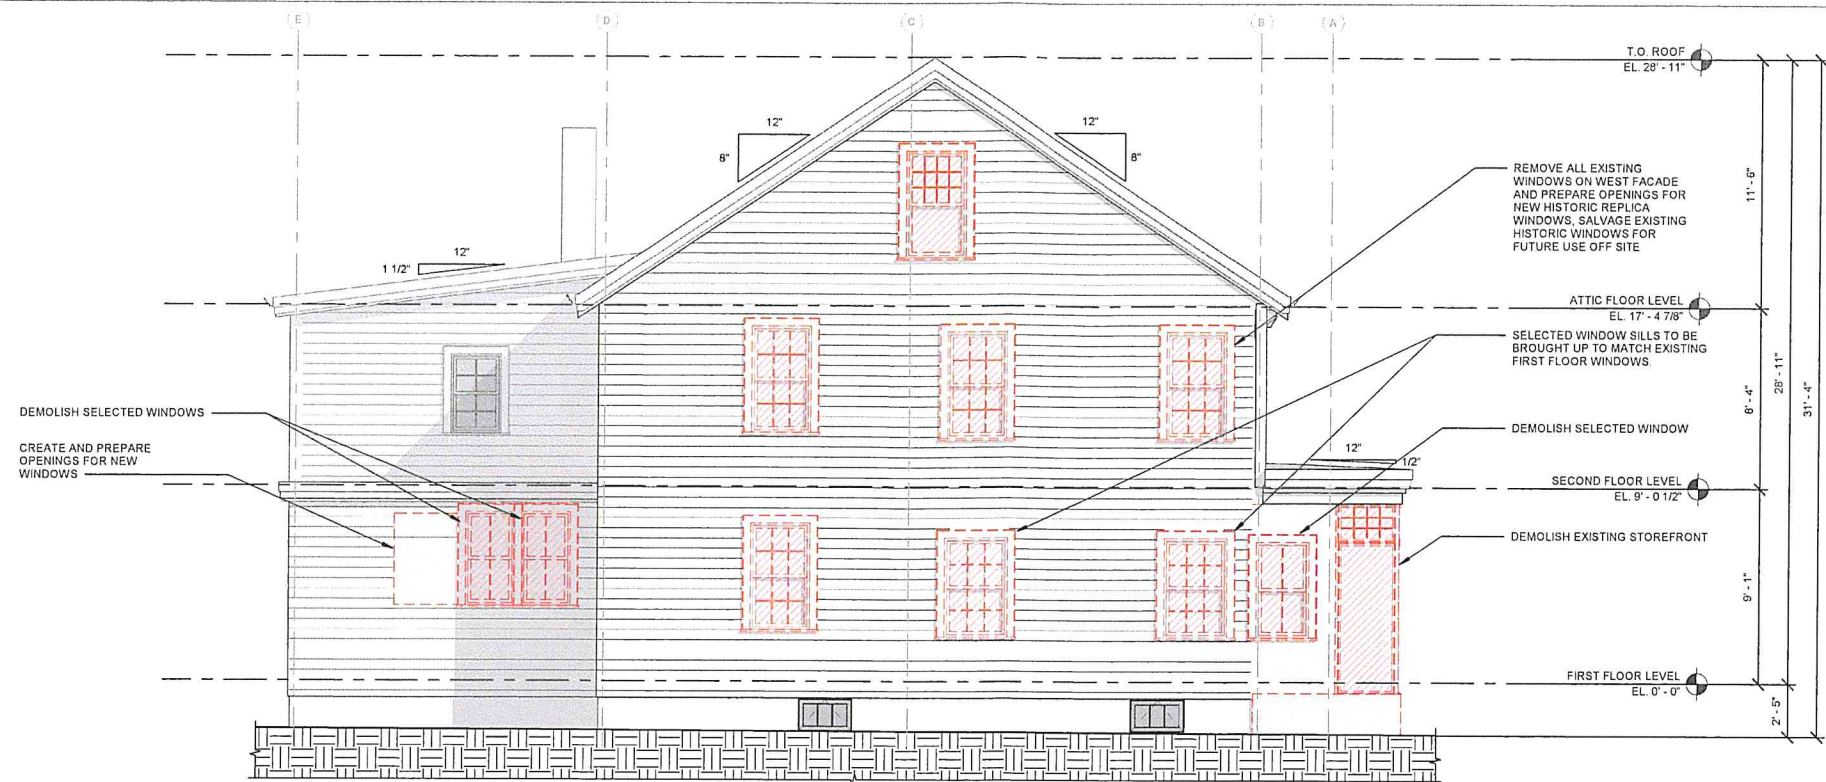 E
D
C
B
A
T.O. ROOF
EL. 28' - 11"
12"
8"
12"
8"
REMOVE ALL EXISTING
WINDOWS ON WEST FACADE
AND PREPARE OPENINGS FOR
NEW HISTORIC REPLICA
WINDOWS, SALVAGE EXISTING
HISTORIC WINDOWS FOR
FUTURE USE OFF SITE
11' - 6"
12"
1 1/2"
ATTIC FLOOR LEVEL
EL. 17' - 4 7/8"
SELECTED WINDOW SILLS TO BE
BROUGHT UP TO MATCH EXISTING
FIRST FLOOR WINDOWS.
8' - 4"
28' - 11"
31' - 4"
DEMOLISH SELECTED WINDOWS
CREATE AND PREPARE
OPENINGS FOR NEW
WINDOWS
DEMOLISH SELECTED WINDOW
12"
1/2"
SECOND FLOOR LEVEL
EL. 9' - 0 1/2"
DEMOLISH EXISTING STOREFRONT
9' - 1"
FIRST FLOOR LEVEL
EL. 0' - 0"
2' - 5"